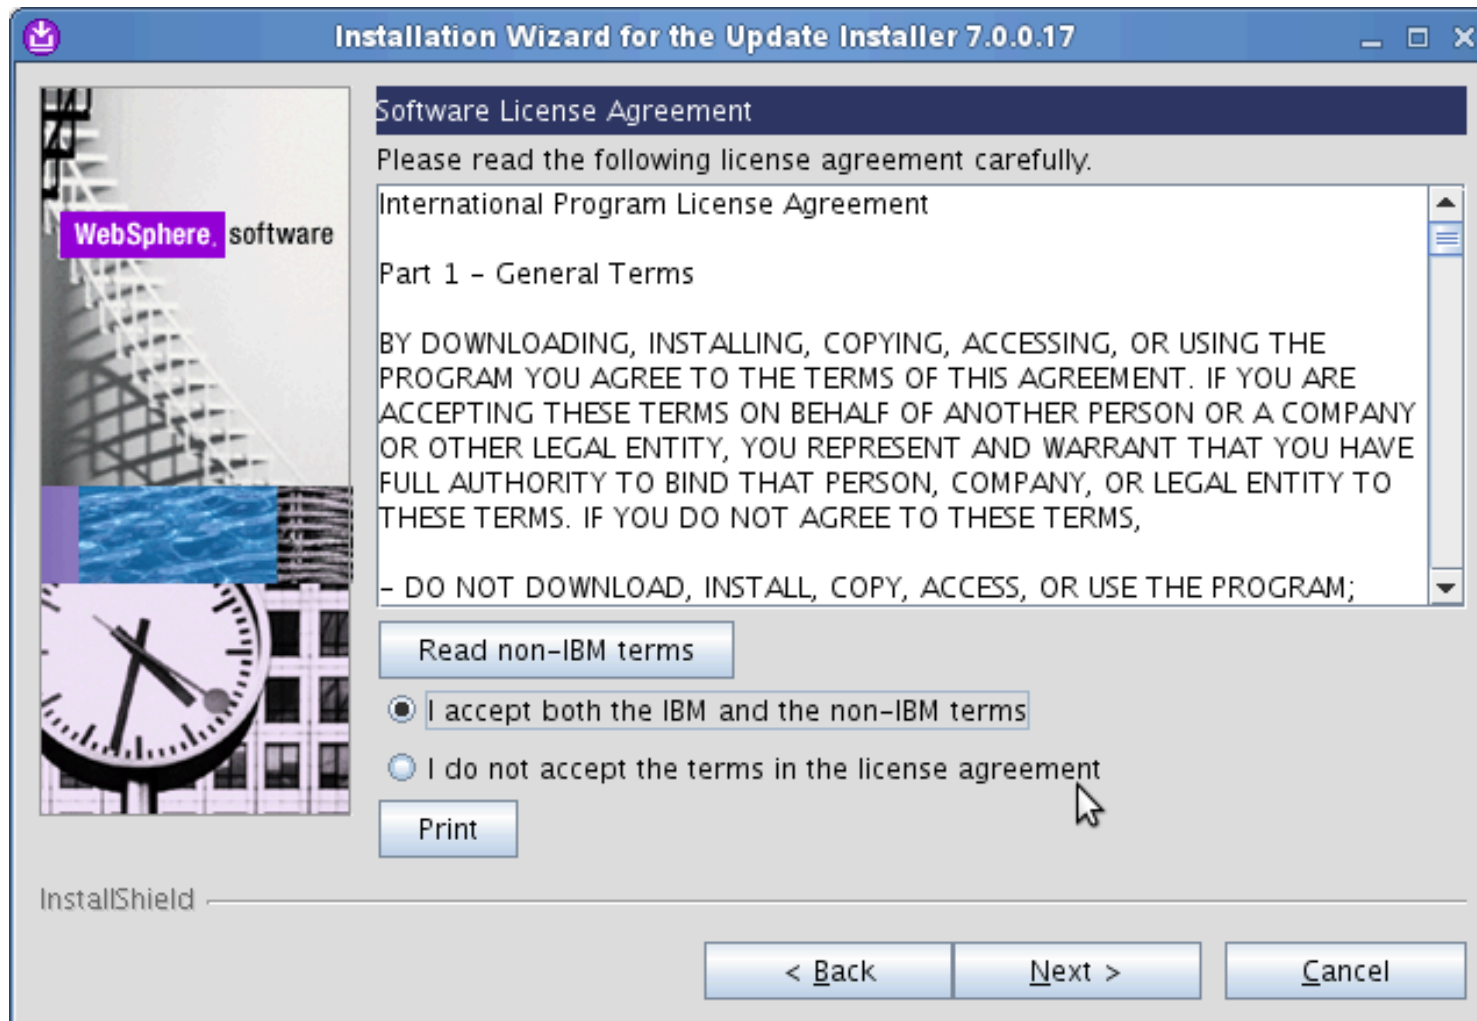 Installation Wizard for the Update Installer 7.0.0.17
WebSphere. software
Software License Agreement
Please read the following license agreement carefully.
International Program License Agreement
Part 1 - General Terms
BY DOWNLOADING, INSTALLING, COPYING, ACCESSING, OR USING THE
PROGRAM YOU AGREE TO THE TERMS OF THIS AGREEMENT. IF YOU ARE
ACCEPTING THESE TERMS ON BEHALF OF ANOTHER PERSON OR A COMPANY
OR OTHER LEGAL ENTITY, YOU REPRESENT AND WARRANT THAT YOU HAVE
FULL AUTHORITY TO BIND THAT PERSON, COMPANY, OR LEGAL ENTITY TO
THESE TERMS. IF YOU DO NOT AGREE TO THESE TERMS,
- DO NOT DOWNLOAD, INSTALL, COPY, ACCESS, OR USE THE PROGRAM;
Read non-IBM terms
I accept both the IBM and the non-IBM terms
I do not accept the terms in the license agreement
Print
InstallShield
< Back
Next >
Cancel